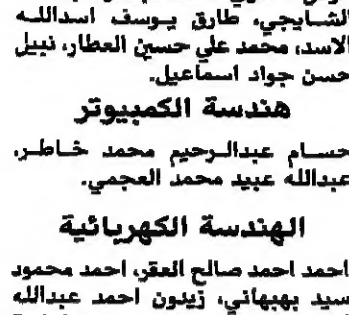 الشايجي، طارق يوسف اسدالله
الاسد، محمد علي حسين العطار، نبيل
حسن جواد اسماعيل.
هندسة الكمبيوتر
حسام عبدالرحيم محمد خاطر،
عبدالله عبيد محمد العجمي.
الهندسة الكهربائية
احمد احمد صالح العقر، احمد محمود
سيد بهبهاني، زيدون احمد عبدالله